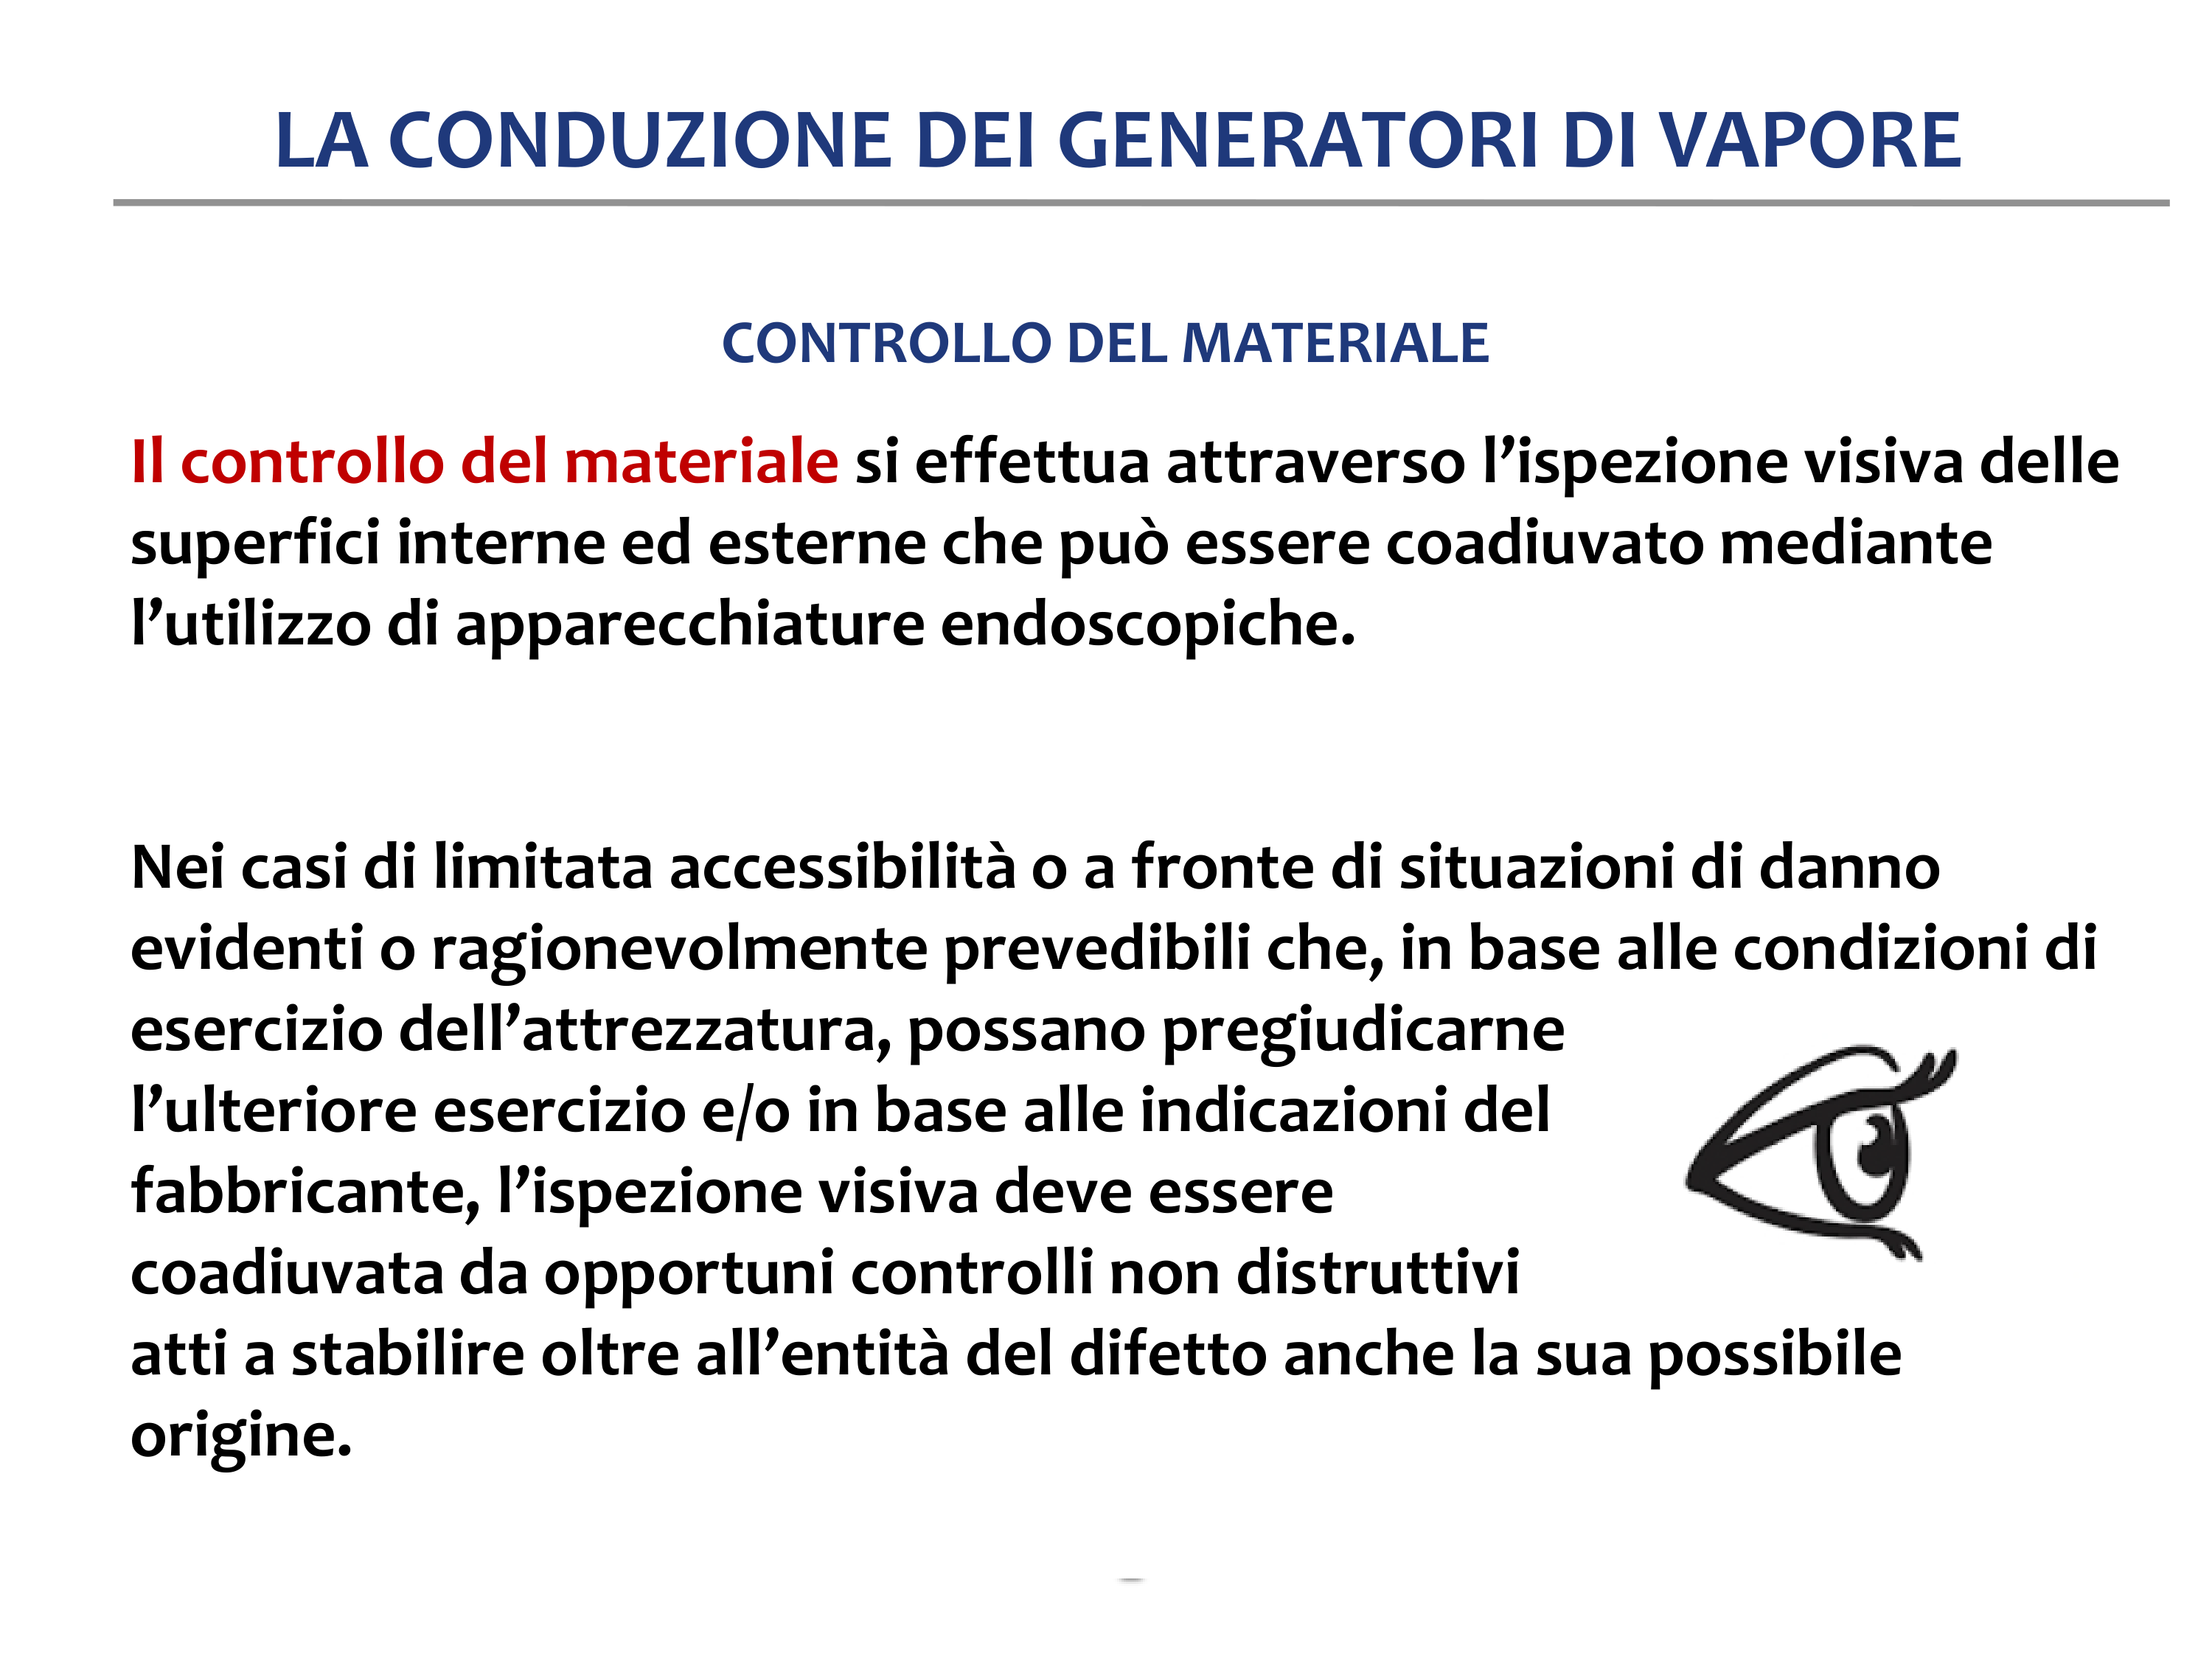 LA CONDUZIONE DEI GENERATORI DI VAPORE
CONTROLLO DEL MATERIALE
Il controllo del materiale si effettua attraverso l’ispezione visiva delle
superfici interne ed esterne che può essere coadiuvato mediante
l’utilizzo di apparecchiature endoscopiche.
Nei casi di limitata accessibilità o a fronte di situazioni di danno
evidenti o ragionevolmente prevedibili che, in base alle condizioni di
esercizio dell’attrezzatura, possano pregiudicarne
l’ulteriore esercizio e/o in base alle indicazioni del
fabbricante, l’ispezione visiva deve essere
coadiuvata da opportuni controlli non distruttivi
atti a stabilire oltre all’entità del difetto anche la sua possibile
origine.